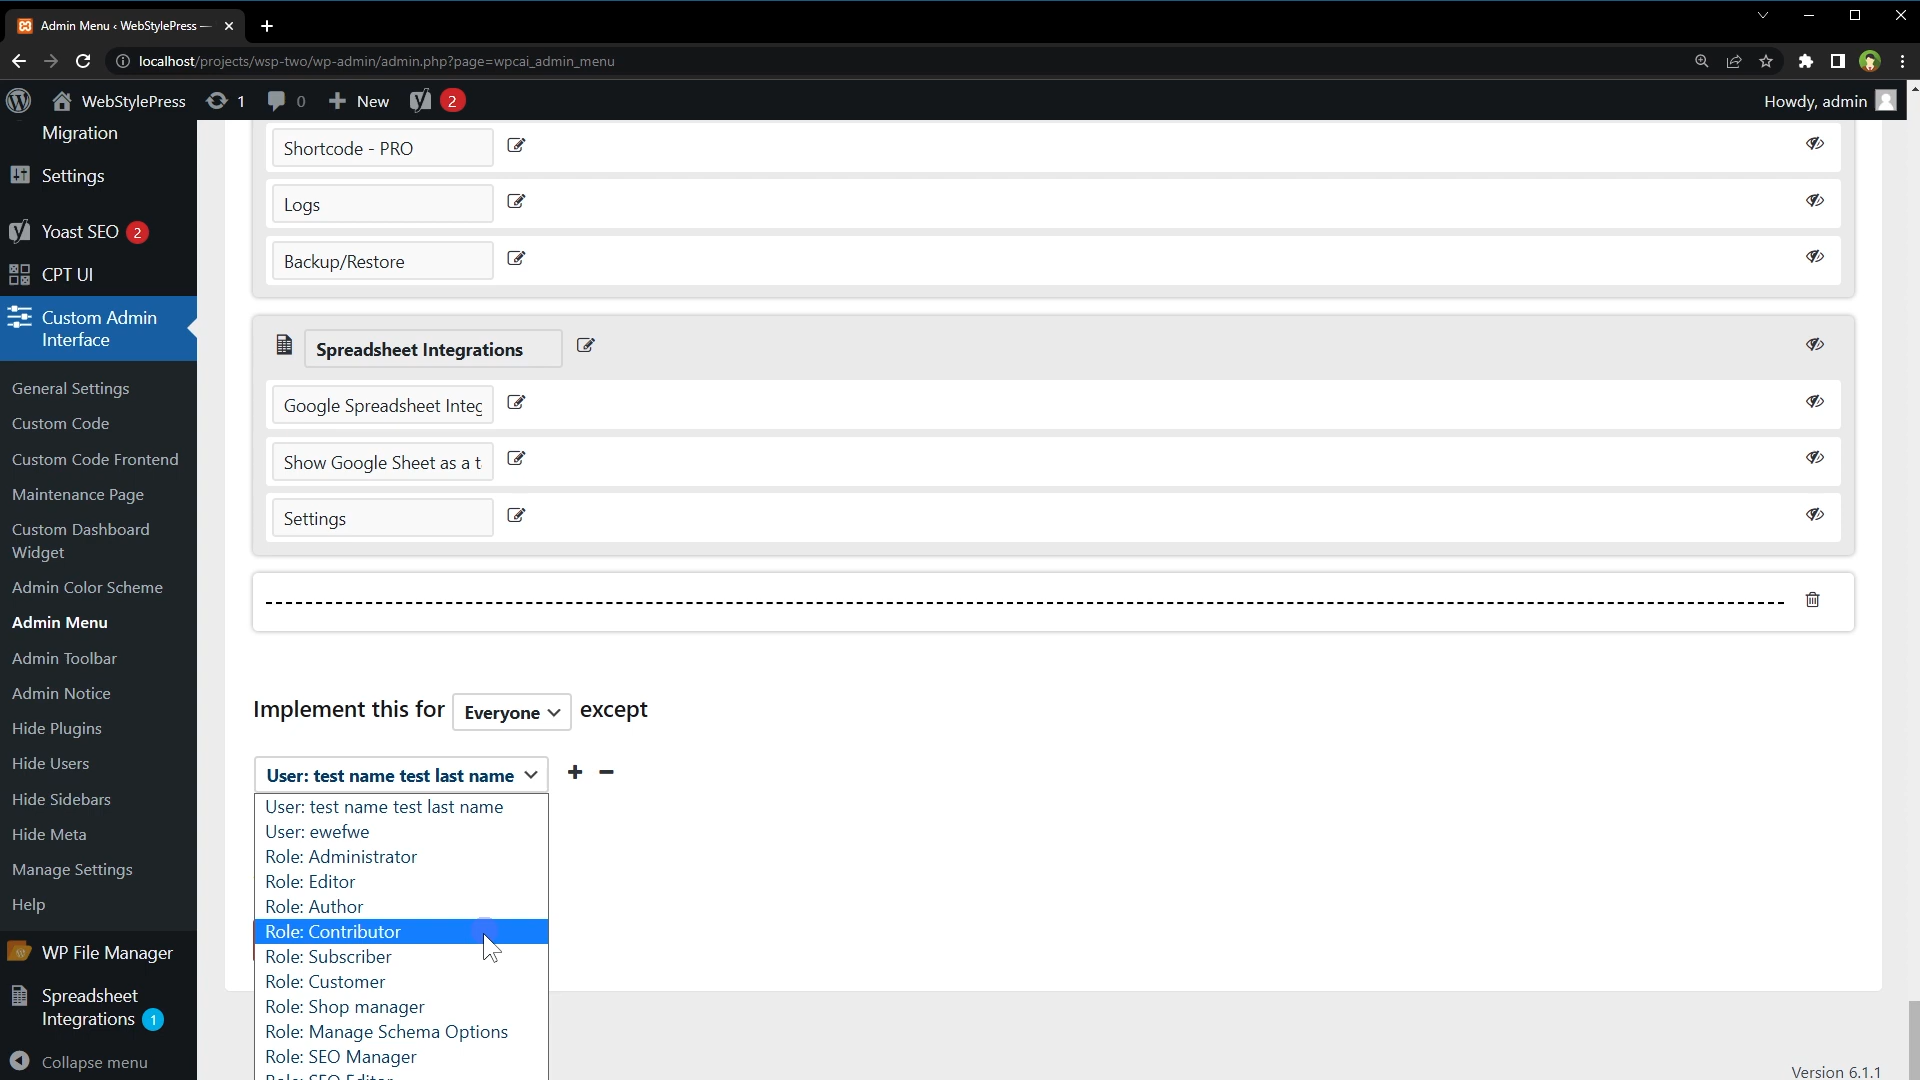 Admin Menu ‹ WebStylePress —
localhost/projects/wsp-two/wp-admin/admin.php?page=wpcai_admin_menu
WebStylePress 1 0 New 2 Howdy, admin
Migration
Settings
Yoast SEO 2
CPT UI
Custom Admin
Interface
General Settings
Custom Code
Custom Code Frontend
Maintenance Page
Custom Dashboard
Widget
Admin Color Scheme
Admin Menu
Admin Toolbar
Admin Notice
Hide Plugins
Hide Users
Hide Sidebars
Hide Meta
Manage Settings
Help
WP File Manager
Spreadsheet
Integrations 1
Collapse menu
Shortcode - PRO
Logs
Backup/Restore
Spreadsheet Integrations
Google Spreadsheet Integ
Show Google Sheet as a t
Settings
Implement this for Everyone except
User: test name test last name
User: test name test last name
User: ewefwe
Role: Administrator
Role: Editor
Role: Author
Role: Contributor
Role: Subscriber
Role: Customer
Role: Shop manager
Role: Manage Schema Options
Role: SEO Manager
Role: SEO Editor
Version 6.1.1